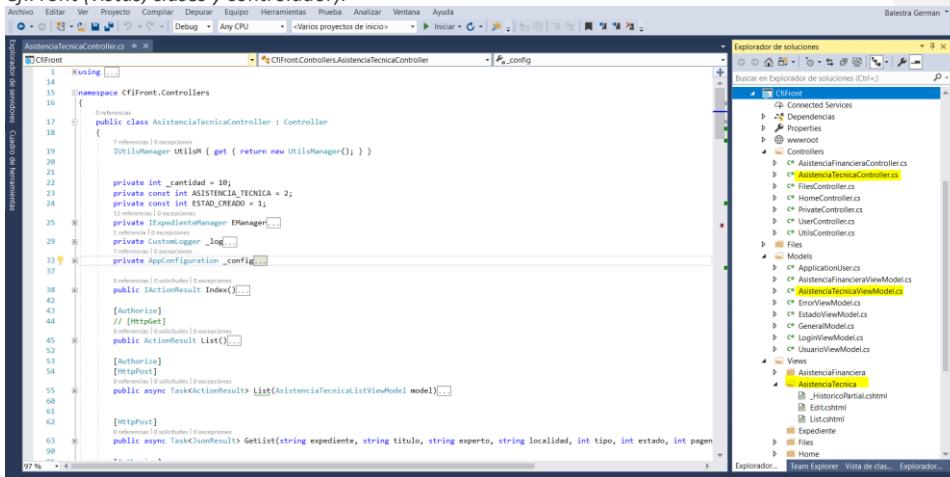 CfiFront (vistas, clases y controlador).
Archivo Editar Ver Proyecto Compilar Depurar Equipo Herramientas Prueba Analizar Ventana Ayuda Balestra German
Debug Any CPU <Varios proyectos de inicio> Iniciar
AsistenciaTecnicaController.cs Explorador de soluciones
CfiFront CfiFront.Controllers.AsistenciaTecnicaController _config
Buscar en Explorador de soluciones (Ctrl+;)
Explorador de servidores
Cuadro de herramientas
1 using ...
14
15 namespace CfiFront.Controllers
16 {
0 referencias
17 public class AsistenciaTecnicaController : Controller
18 {
7 referencias | 0 excepciones
19 IUtilsManager UtilsM { get { return new UtilsManager(); } }
20
21
22 private int _cantidad = 10;
23 private const int ASISTENCIA_TECNICA = 2;
24 private const int ESTAD_CREADO = 1;
12 referencias | 0 excepciones
25 private IExpedienteManager EManager...
1 referencia | 0 excepciones
29 private CustomLogger _log...
7 referencias | 0 excepciones
33 private AppConfiguration _config...
37
0 referencias | 0 solicitudes | 0 excepciones
38 public IActionResult Index()...
42
43 [Authorize]
44 // [HttpGet]
0 referencias | 0 solicitudes | 0 excepciones
45 public ActionResult List()...
52
53 [Authorize]
54 [HttpPost]
0 referencias | 0 solicitudes | 0 excepciones
55 public async Task<ActionResult> List(AsistenciaTecnicaListViewModel model)...
60
61
62 [HttpPost]
0 referencias | 0 solicitudes | 0 excepciones
63 public async Task<JsonResult> GetList(string expediente, string titulo, string experto, string localidad, int tipo, int estado, int pagen
90
97 %
CfiFront
Connected Services
Dependencias
Properties
wwwroot
Controllers
C# AsistenciaFinancieraController.cs
C# AsistenciaTecnicaController.cs
C# FilesController.cs
C# HomeController.cs
C# PrivateController.cs
C# UserController.cs
C# UtilsController.cs
Files
Models
C# ApplicationUser.cs
C# AsistenciaFinancieraViewModel.cs
C# AsistenciaTecnicaViewModel.cs
C# ErrorViewModel.cs
C# EstadoViewModel.cs
C# GeneralModel.cs
C# LoginViewModel.cs
C# UsuarioViewModel.cs
Views
AsistenciaFinanciera
AsistenciaTecnica
_HistoricoPartial.cshtml
Edit.cshtml
List.cshtml
Expediente
Files
Home
Explorador... Team Explorer Vista de clas... Explorador...